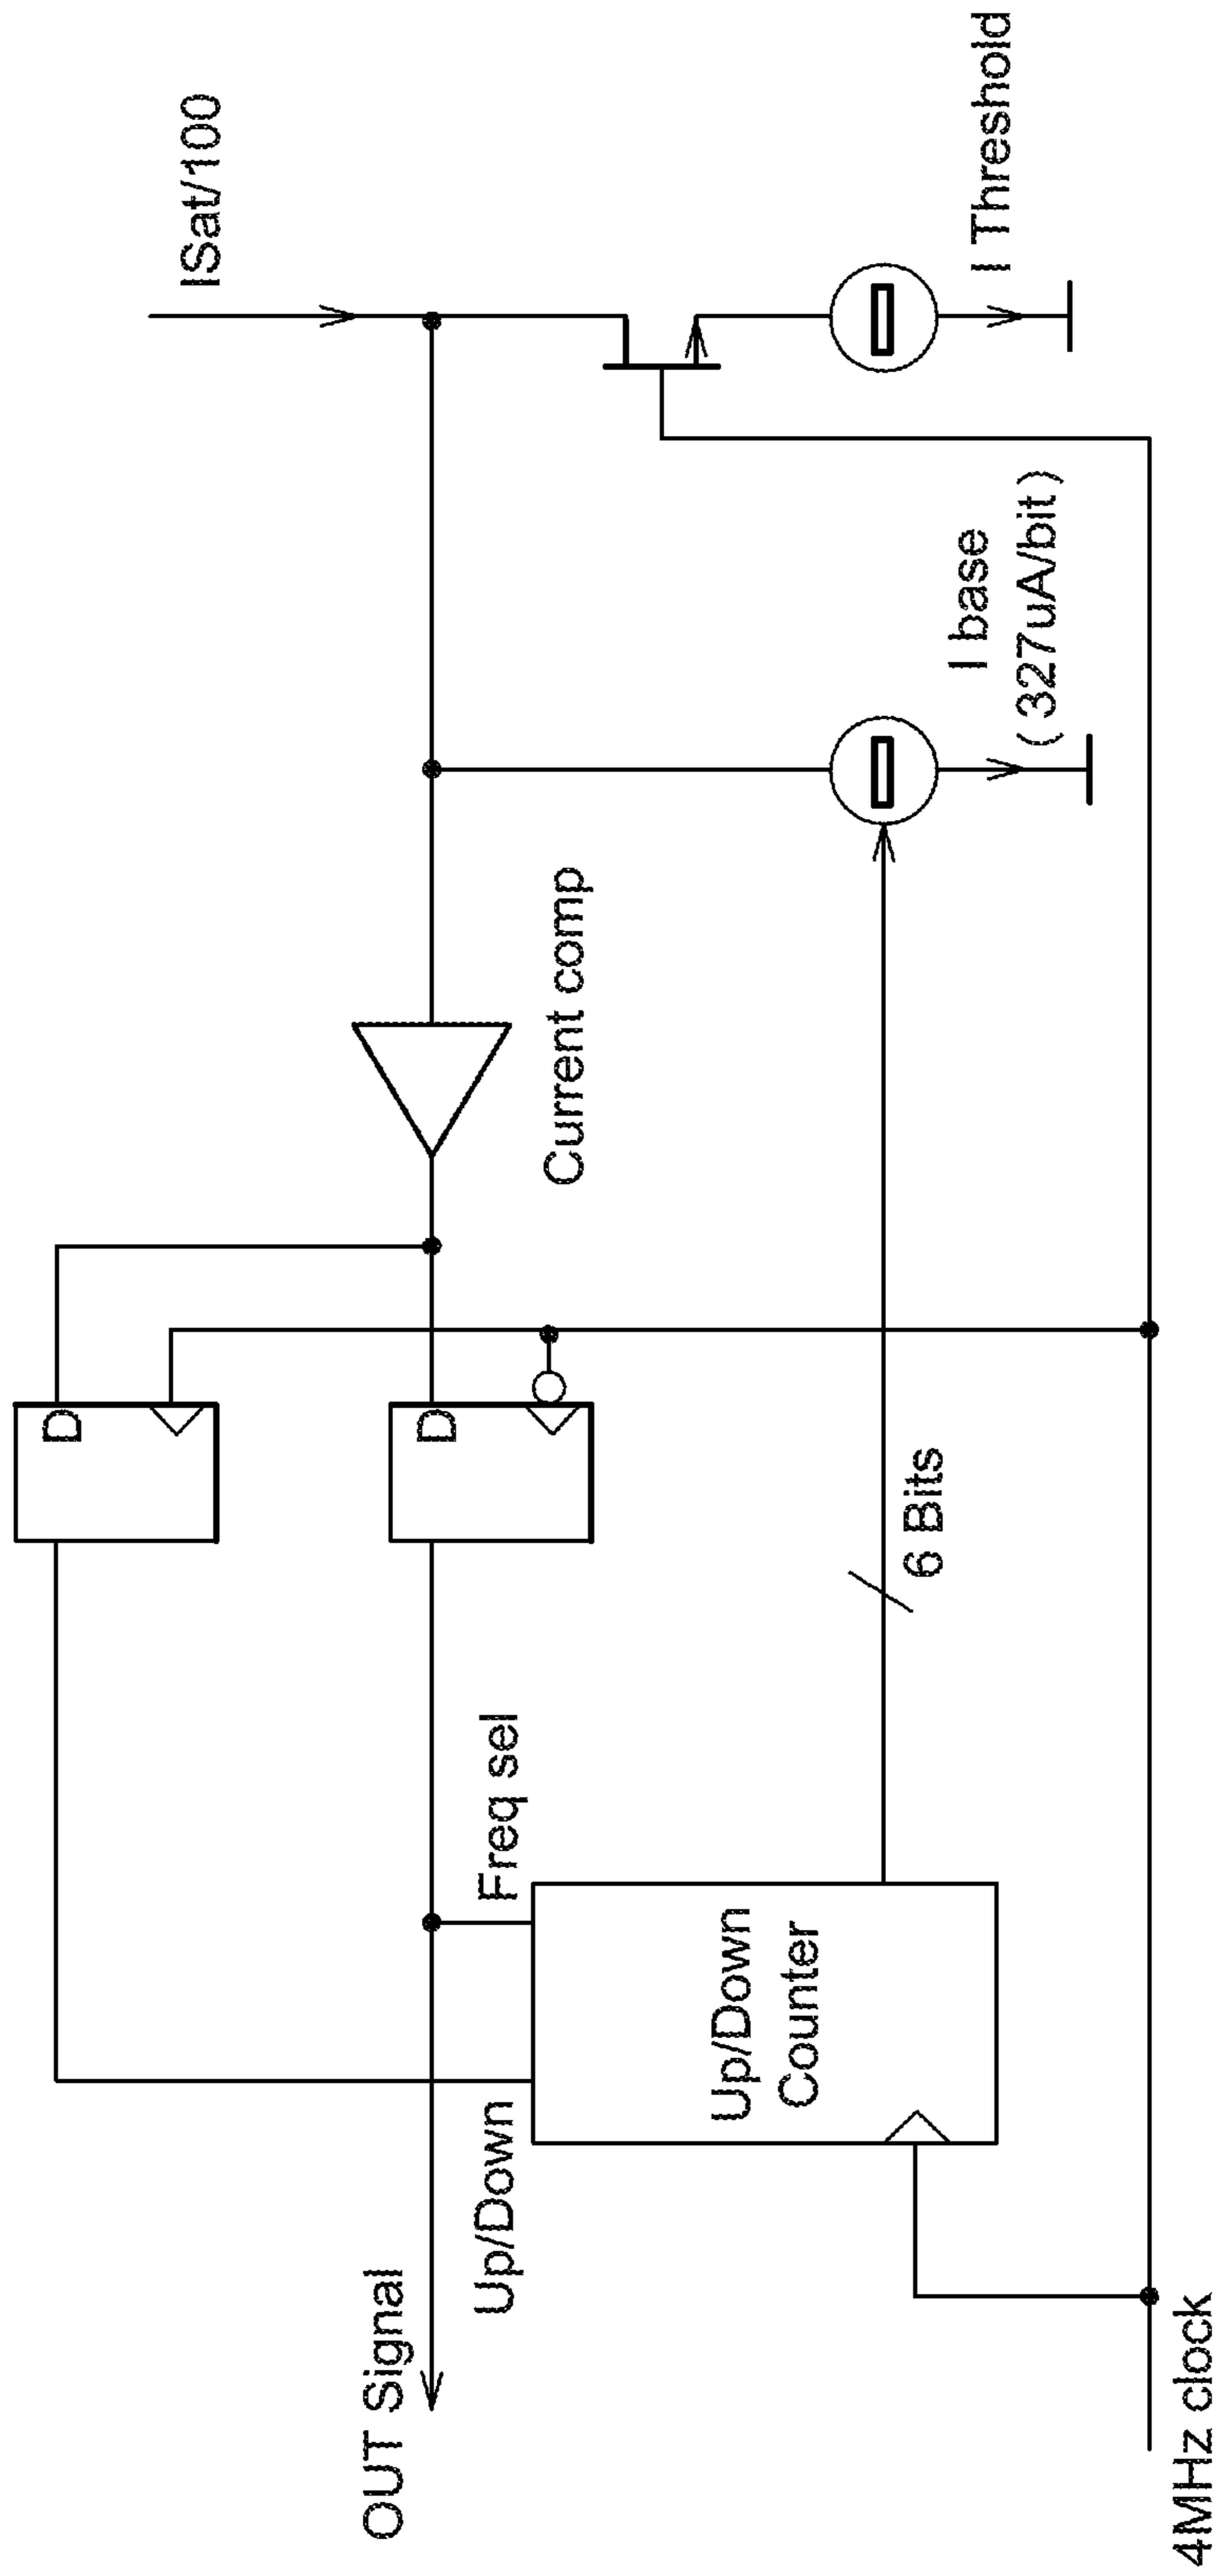 ISat/100
I Threshold
I base
( 327uA/bit )
Current comp
D
D
6 Bits
Freq sel
Up/Down
Counter
Up/Down
OUT Signal
4MHz clock